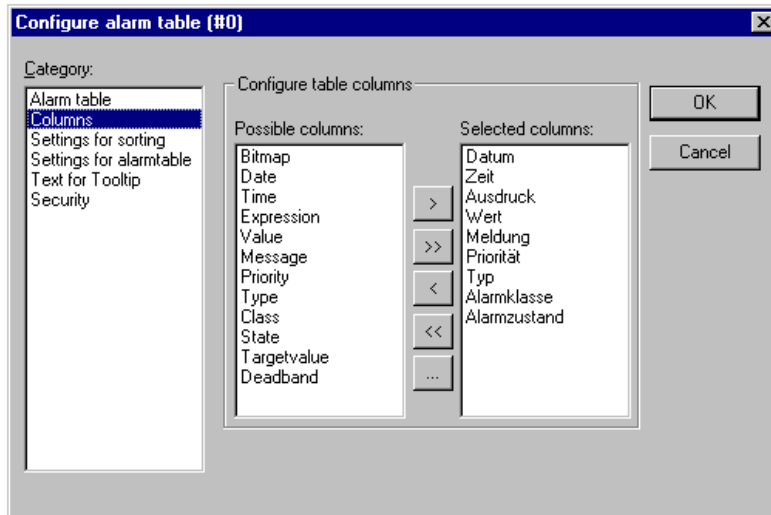 Configure alarm table (#0)
Category:
Alarm table
Columns
Settings for sorting
Settings for alarmtable
Text for Tooltip
Security
Configure table columns
Possible columns:
Bitmap
Date
Time
Expression
Value
Message
Priority
Type
Class
State
Targetvalue
Deadband
>
>>
<
<<
...
Selected columns:
Datum
Zeit
Ausdruck
Wert
Meldung
Priorität
Typ
Alarmklasse
Alarmzustand
OK
Cancel